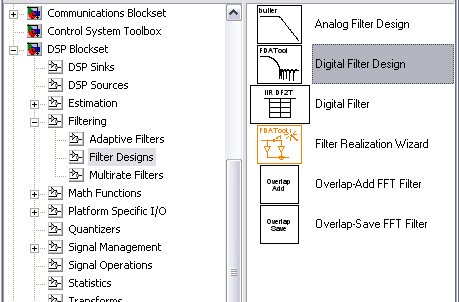 Communications Blockset
Control System Toolbox
DSP Blockset
DSP Sinks
DSP Sources
Estimation
Filtering
Adaptive Filters
Filter Designs
Multirate Filters
Math Functions
Platform Specific I/O
Quantizers
Signal Management
Signal Operations
Statistics
Transforms
butter
Analog Filter Design
FDATool
Digital Filter Design
IIR DF2T
Digital Filter
FDATool
Filter Realization Wizard
Overlap
Add
Overlap-Add FFT Filter
Overlap
Save
Overlap-Save FFT Filter